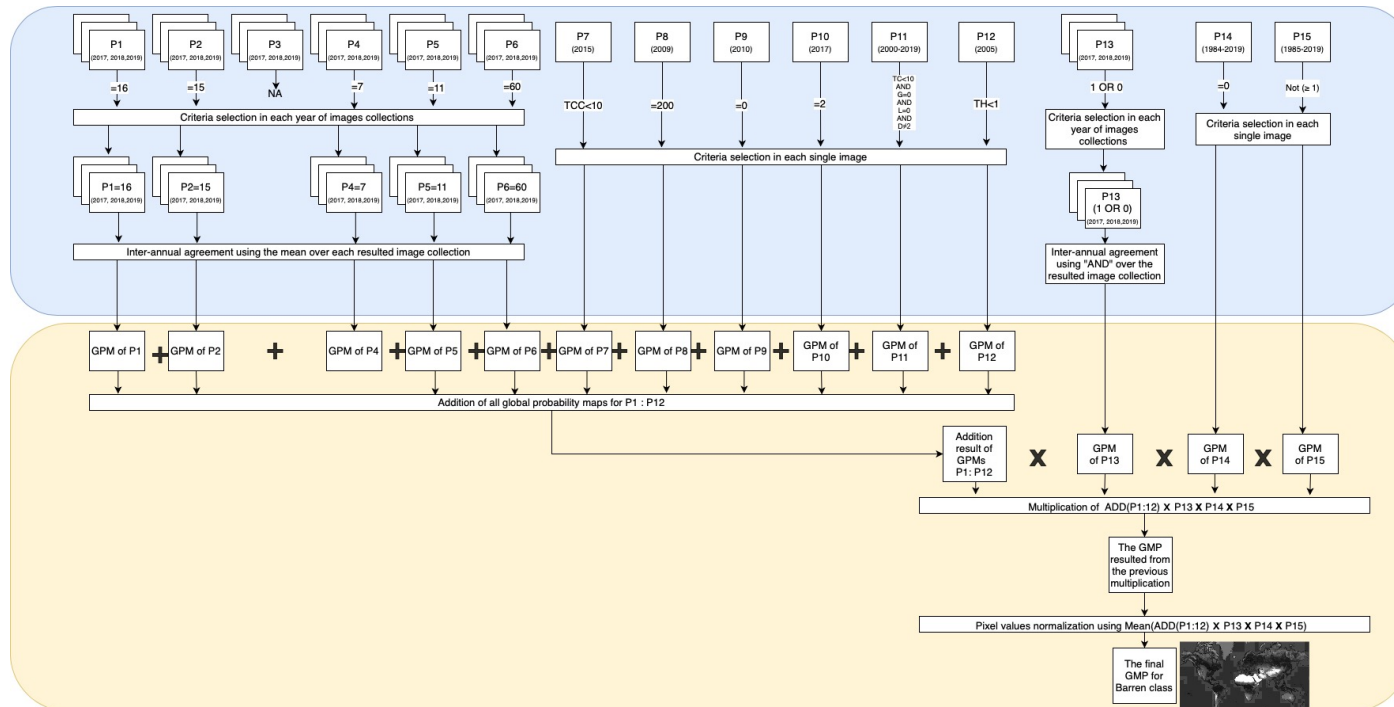 P1
(2017, 2018,2019)
P2
(2017, 2018,2019)
P3
(2017, 2018,2019)
P4
(2017, 2018,2019)
P5
(2017, 2018,2019)
P6
(2017, 2018,2019)
P7
(2015)
P8
(2009)
P9
(2010)
P10
(2017)
P11
(2000-2019)
P12
(2005)
P13
(2017, 2018,2019)
P14
(1984-2019)
P15
(1985-2019)
=16
=15
NA
=7
=11
=60
TCC<10
=200
=0
=2
TC<10
AND
G=0
AND
L=0
AND
D≠2
TH<1
1 OR 0
=0
Not (≥ 1)
Criteria selection in each year of images collections
Criteria selection in each single image
Criteria selection in each
year of images
collections
Criteria selection in each
single image
P1=16
(2017, 2018,2019)
P2=15
(2017, 2018,2019)
P4=7
(2017, 2018,2019)
P5=11
(2017, 2018,2019)
P6=60
(2017, 2018,2019)
P13
(1 OR 0)
(2017, 2018,2019)
Inter-annual agreement using the mean over each resulted image collection
Inter-annual agreement
using "AND" over the
resulted image collection
GPM of P1
+
GPM of P2
+
GPM of P4
+
GPM of P5
+
GPM of P6
+
GPM of P7
+
GPM of P8
+
GPM of P9
+
GPM of
P10
+
GPM of
P11
+
GPM of
P12
Addition of all global probability maps for P1 : P12
Addition
result of
GPMs
P1: P12
X
GPM
of P13
X
GPM
of P14
X
GPM
of P15
Multiplication of ADD(P1:12) X P13 X P14 X P15
The GMP
resulted from
the previous
multiplication
Pixel values normalization using Mean(ADD(P1:12) X P13 X P14 X P15)
The final
GMP for
Barren class